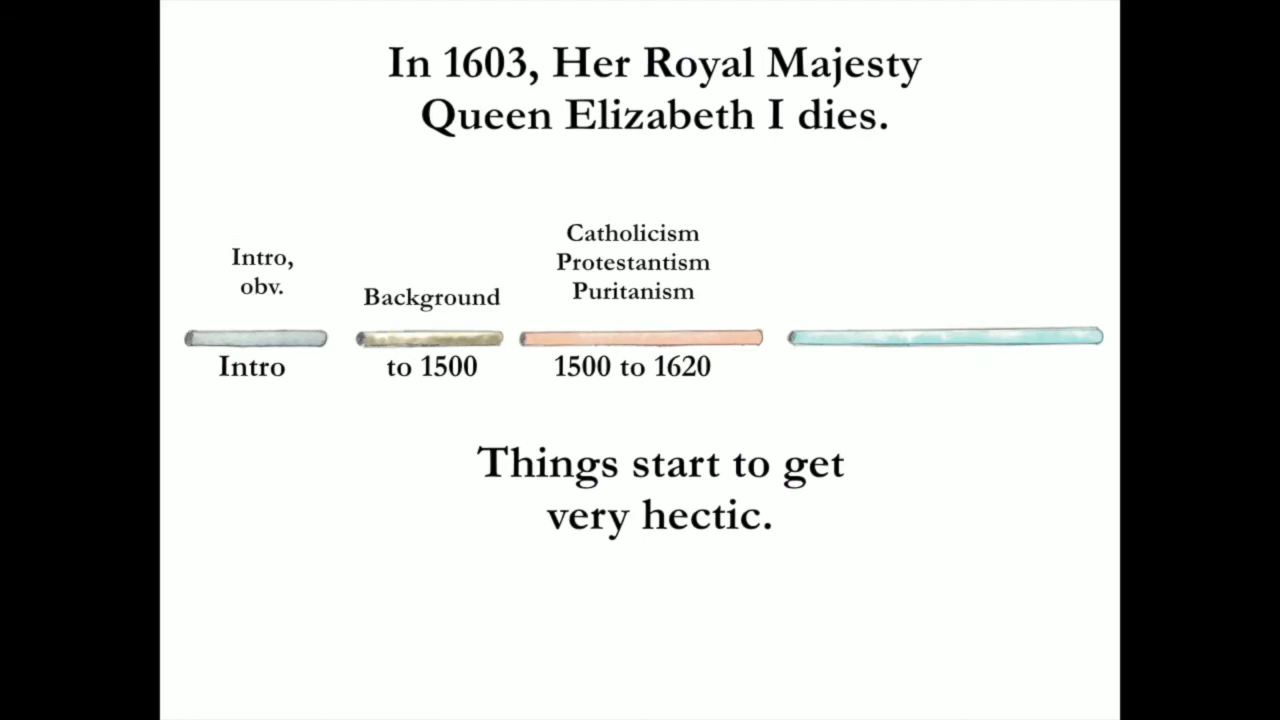 In 1603, Her Royal Majesty
Queen Elizabeth I dies.
Intro,
obv.
Background
Catholicism
Protestantism
Puritanism
Intro
to 1500
1500 to 1620
Things start to get
very hectic.